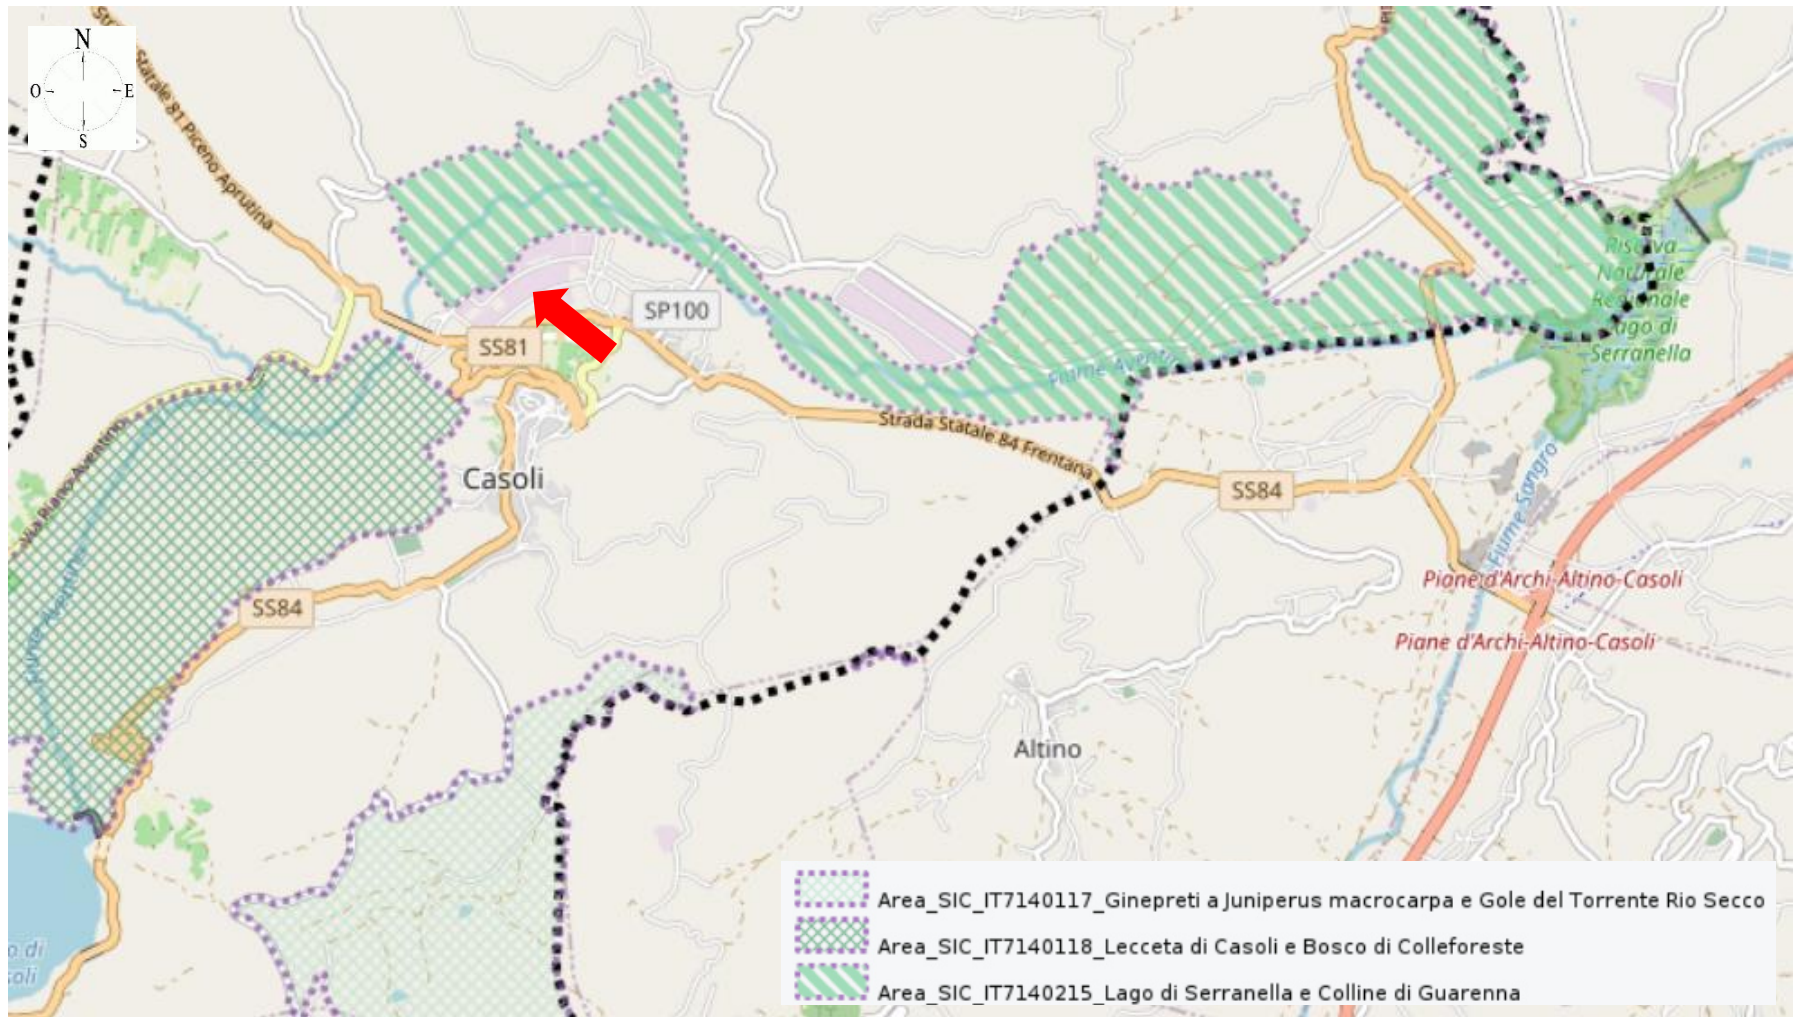 N
O
E
S
Statale 81 Piceno Aprutina
SP100
SS81
Riserva
Naturale
Regionale
Lago di
Serranella
Fiume Aventino
Strada Statale 84 Frentana
Via Piano Aventino
Casoli
SS84
Fiume Sangro
Fiume Aventino
Piane d'Archi-Altino-Casoli
SS84
Piane d'Archi-Altino-Casoli
Altino
Area_SIC_IT7140117_Ginepreti a Juniperus macrocarpa e Gole del Torrente Rio Secco
Area_SIC_IT7140118_Lecceta di Casoli e Bosco di Colleforeste
o di
soli
Area_SIC_IT7140215_Lago di Serranella e Colline di Guarenna